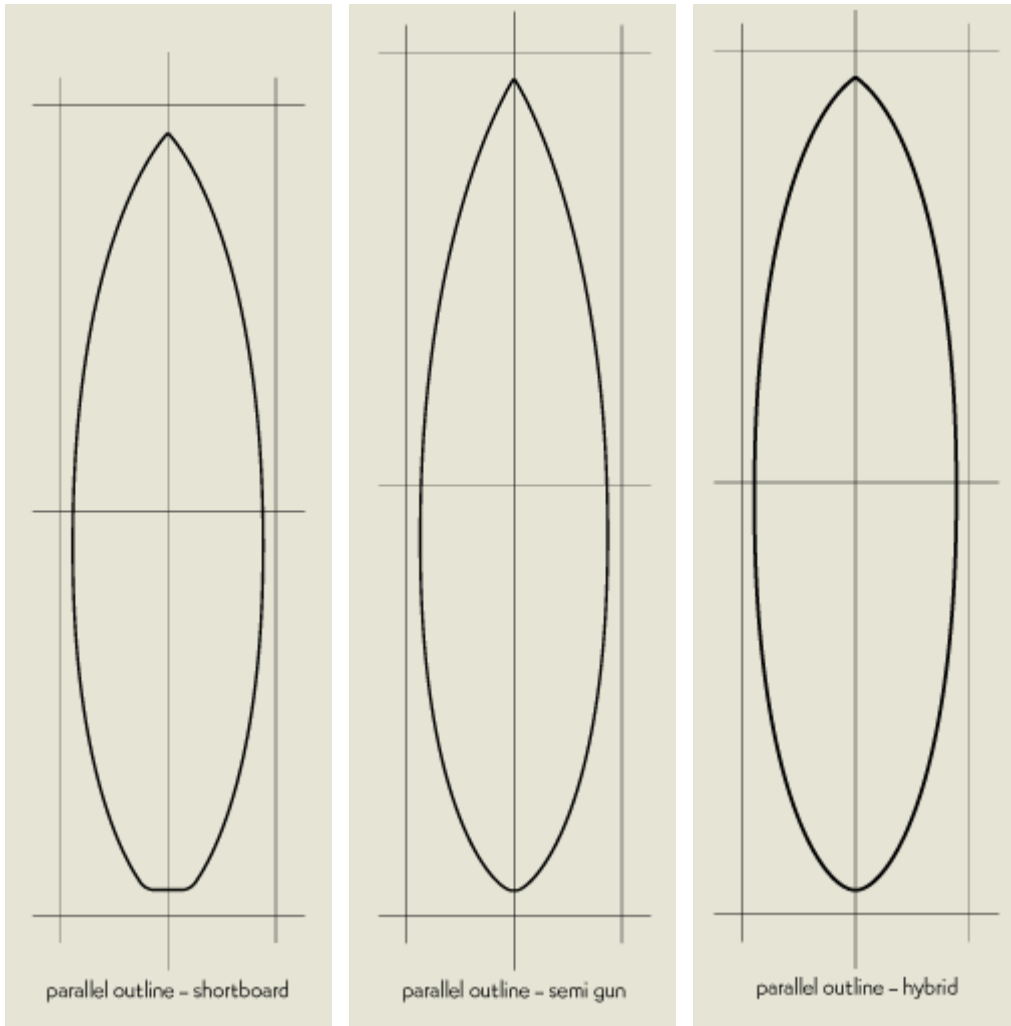 parallel outline – shortboard
parallel outline – semi gun
parallel outline – hybrid